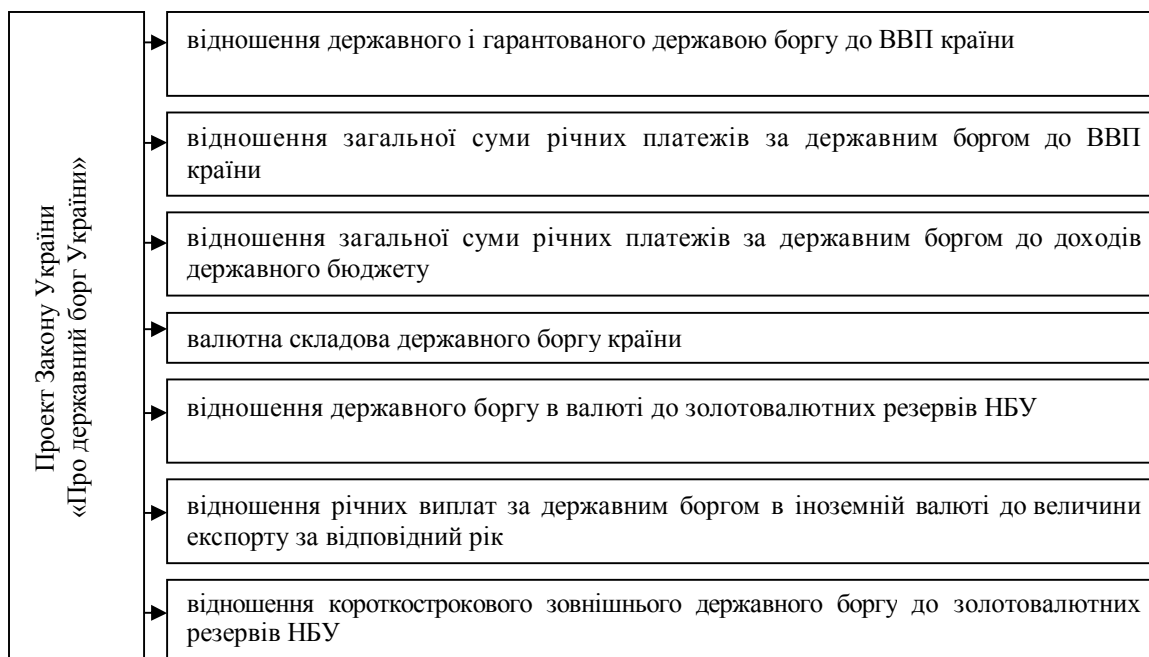 Проект Закону України
«Про державний борг України»
відношення державного і гарантованого державою боргу до ВВП країни
відношення загальної суми річних платежів за державним боргом до ВВП
країни
відношення загальної суми річних платежів за державним боргом до доходів
державного бюджету
валютна складова державного боргу країни
відношення державного боргу в валюті до золотовалютних резервів НБУ
відношення річних виплат за державним боргом в іноземній валюті до величини
експорту за відповідний рік
відношення короткострокового зовнішнього державного боргу до золотовалютних
резервів НБУ